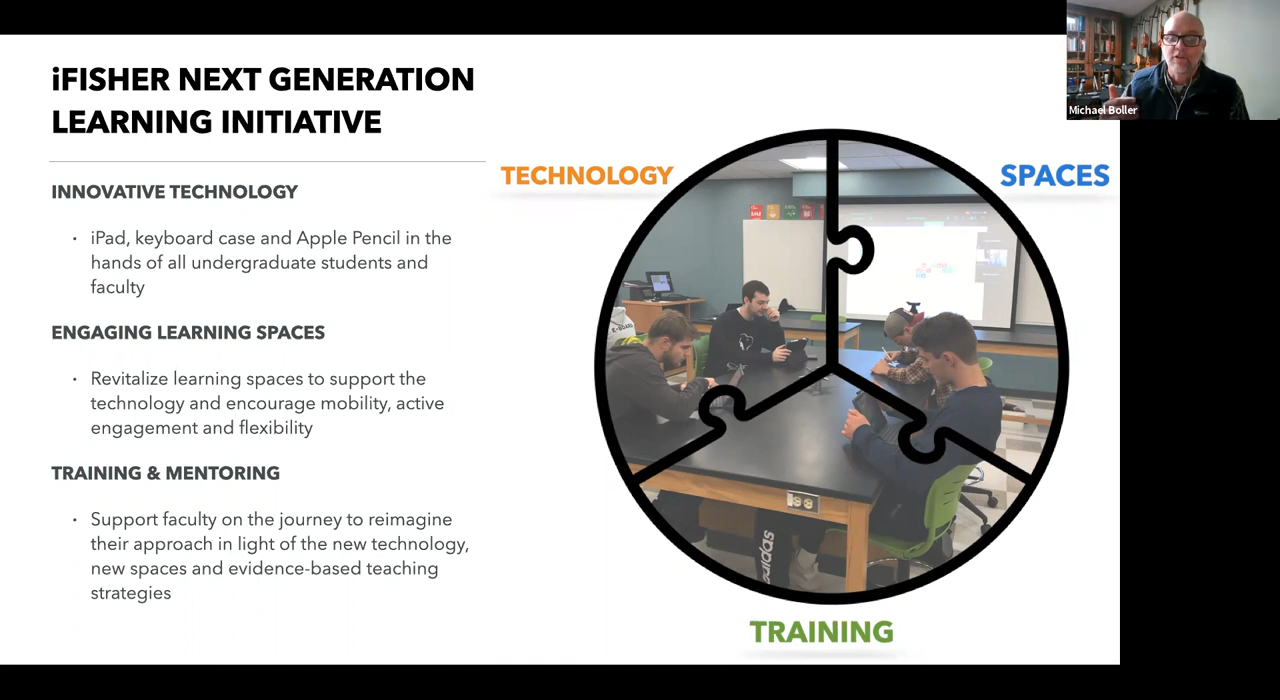 iFISHER NEXT GENERATION
LEARNING INITIATIVE
INNOVATIVE TECHNOLOGY
• iPad, keyboard case and Apple Pencil in the
hands of all undergraduate students and
faculty
ENGAGING LEARNING SPACES
• Revitalize learning spaces to support the
technology and encourage mobility, active
engagement and flexibility
TRAINING & MENTORING
• Support faculty on the journey to reimagine
their approach in light of the new technology,
new spaces and evidence-based teaching
strategies
TECHNOLOGY
SPACES
E-BOARD
adidas
TRAINING
Michael Boller